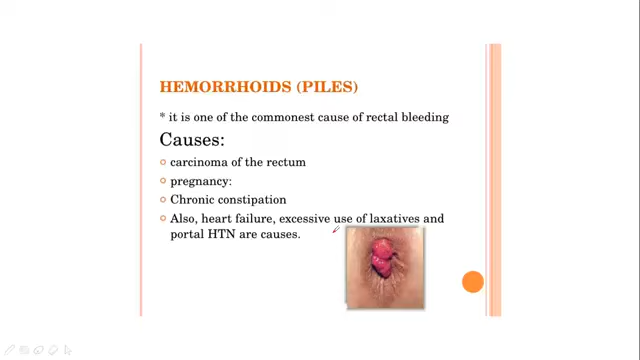 HEMORRHOIDS (PILES)
* it is one of the commonest cause of rectal bleeding
Causes:
carcinoma of the rectum
pregnancy:
Chronic constipation
Also, heart failure, excessive use of laxatives and
portal HTN are causes.